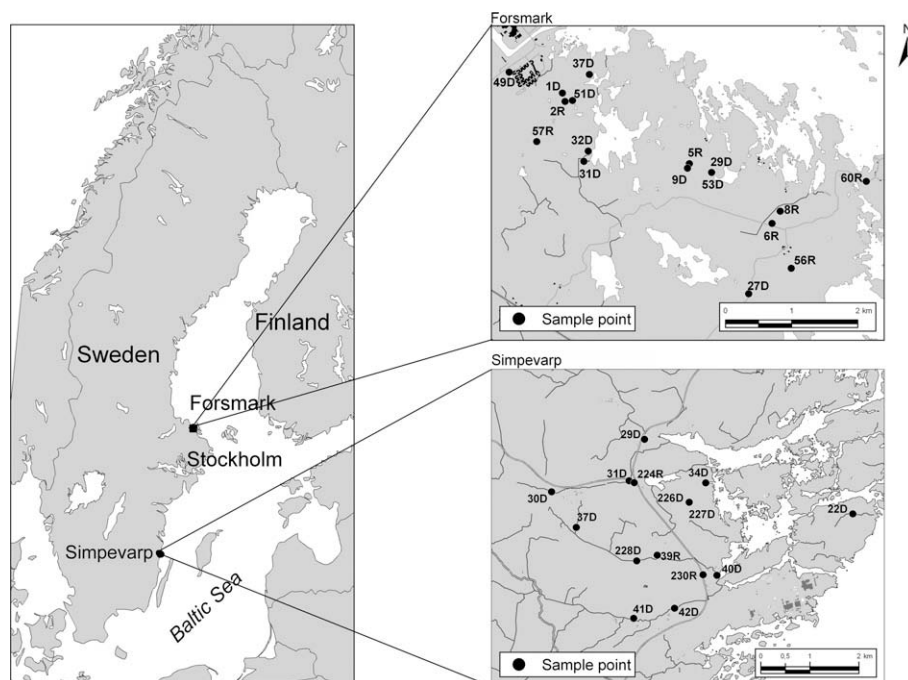 Finland
Sweden
Forsmark
Stockholm
Simpevarp
Baltic Sea
Forsmark
N
37D
49D
1D
51D
2R
57R
32D
31D
5R
29D
9D
53D
60R
8R
6R
56R
27D
0 1 2 km
Sample point
Simpevarp
29D
31D 224R
34D
30D
226D
227D
22D
37D
228D
39R
230R
40D
41D
42D
0 0.5 1 2 km
Sample point